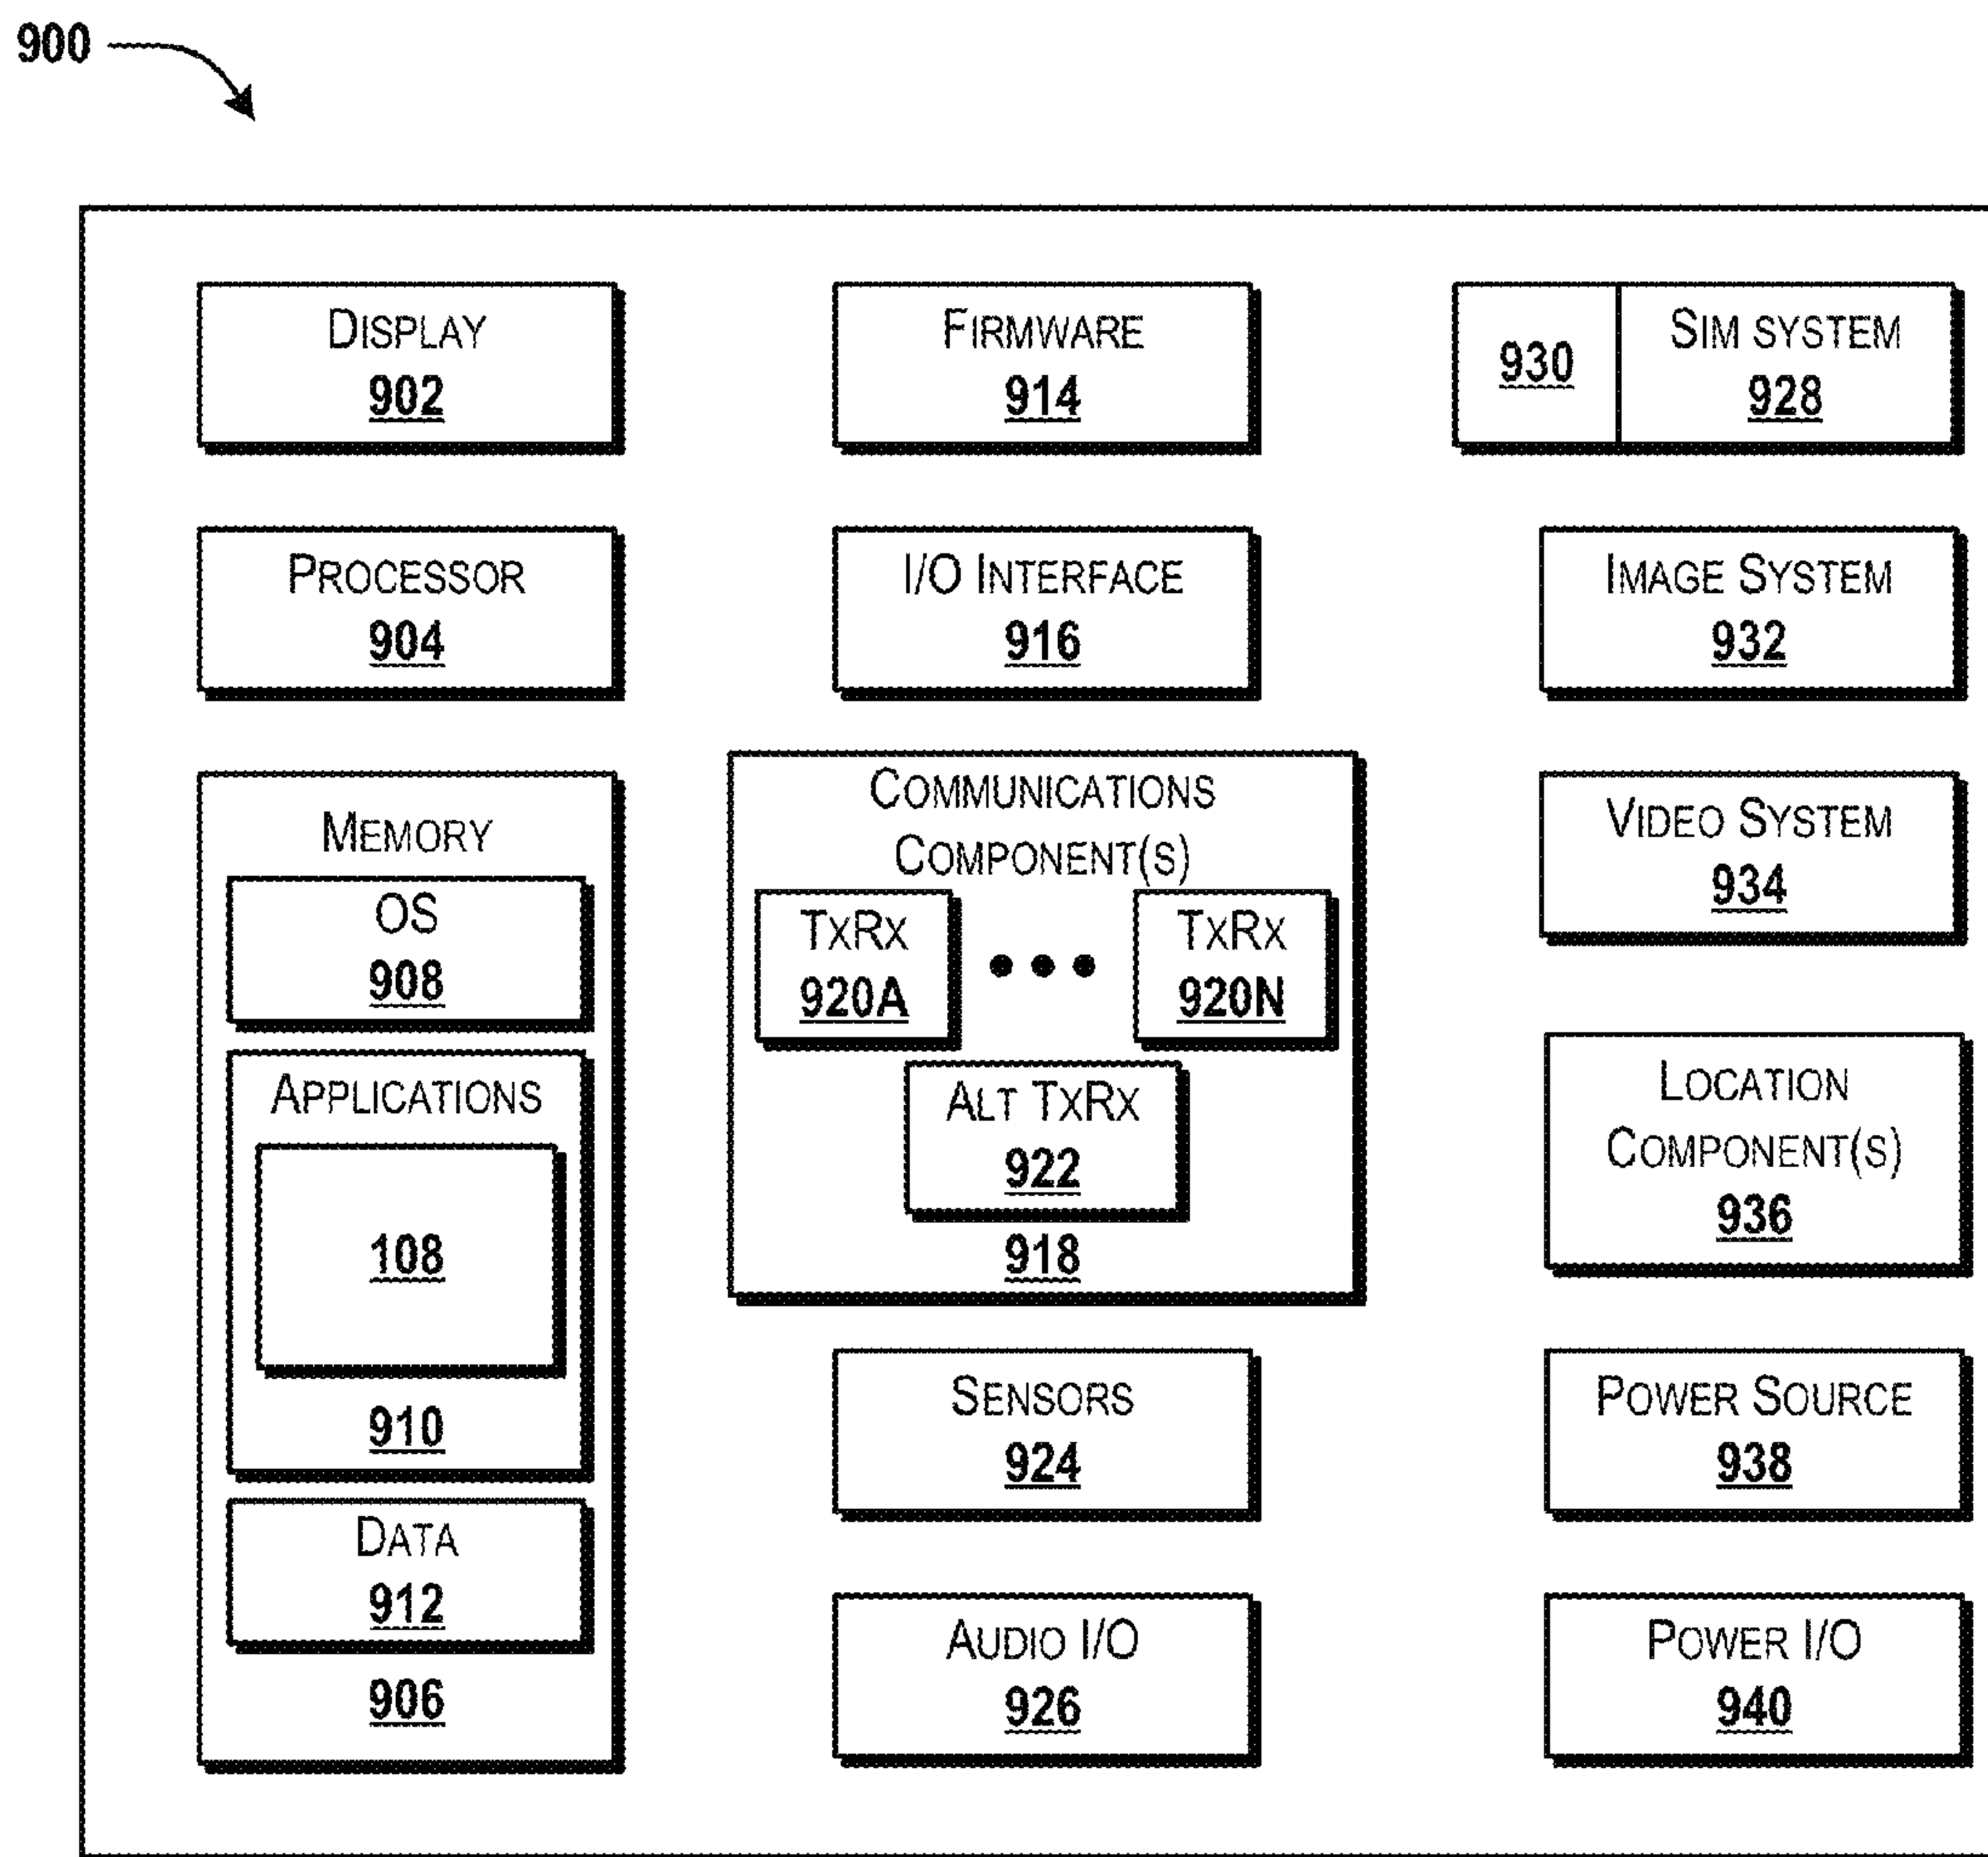 900
DISPLAY
902
PROCESSOR
904
MEMORY
OS
908
APPLICATIONS
108
910
DATA
912
906
FIRMWARE
914
I/O INTERFACE
916
COMMUNICATIONS
COMPONENT(S)
TXRX
920A
TXRX
920N
ALT TXRX
922
918
SENSORS
924
AUDIO I/O
926
930
SIM SYSTEM
928
IMAGE SYSTEM
932
VIDEO SYSTEM
934
LOCATION
COMPONENT(S)
936
POWER SOURCE
938
POWER I/O
940